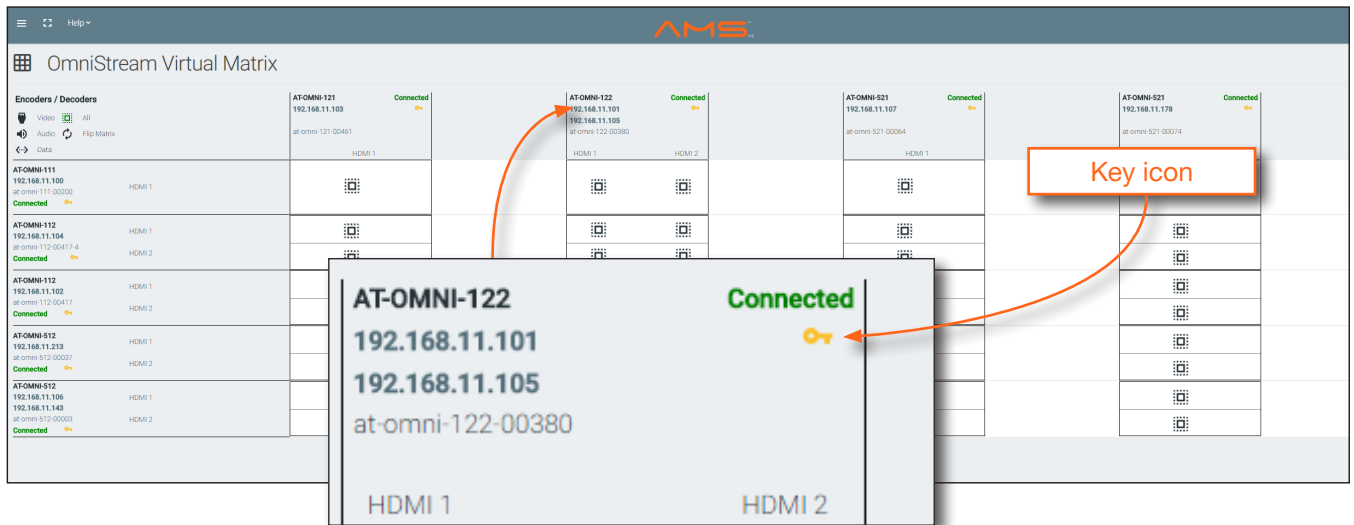 Help
AMS
OmniStream Virtual Matrix
Encoders / Decoders
Video All
Audio Flip Matrix
Data
AT-OMNI-121 Connected
192.168.11.103
at-omni-121-00461
HDMI 1
AT-OMNI-122 Connected
192.168.11.101
192.168.11.105
at-omni-122-00380
HDMI 1 HDMI 2
AT-OMNI-521 Connected
192.168.11.107
at-omni-521-00064
HDMI 1
AT-OMNI-521 Connected
192.168.11.178
at-omni-521-00074
Key icon
AT-OMNI-111
192.168.11.100
at-omni-111-00200
Connected
HDMI 1
AT-OMNI-112
192.168.11.104
at-omni-112-00417-4
Connected
HDMI 1
HDMI 2
AT-OMNI-112
192.168.11.102
at-omni-112-00417
Connected
HDMI 1
HDMI 2
AT-OMNI-512
192.168.11.213
at-omni-512-00037
Connected
HDMI 1
HDMI 2
AT-OMNI-512
192.168.11.106
192.168.11.143
at-omni-512-00003
Connected
HDMI 1
HDMI 2
AT-OMNI-122 Connected
192.168.11.101
192.168.11.105
at-omni-122-00380
HDMI 1 HDMI 2